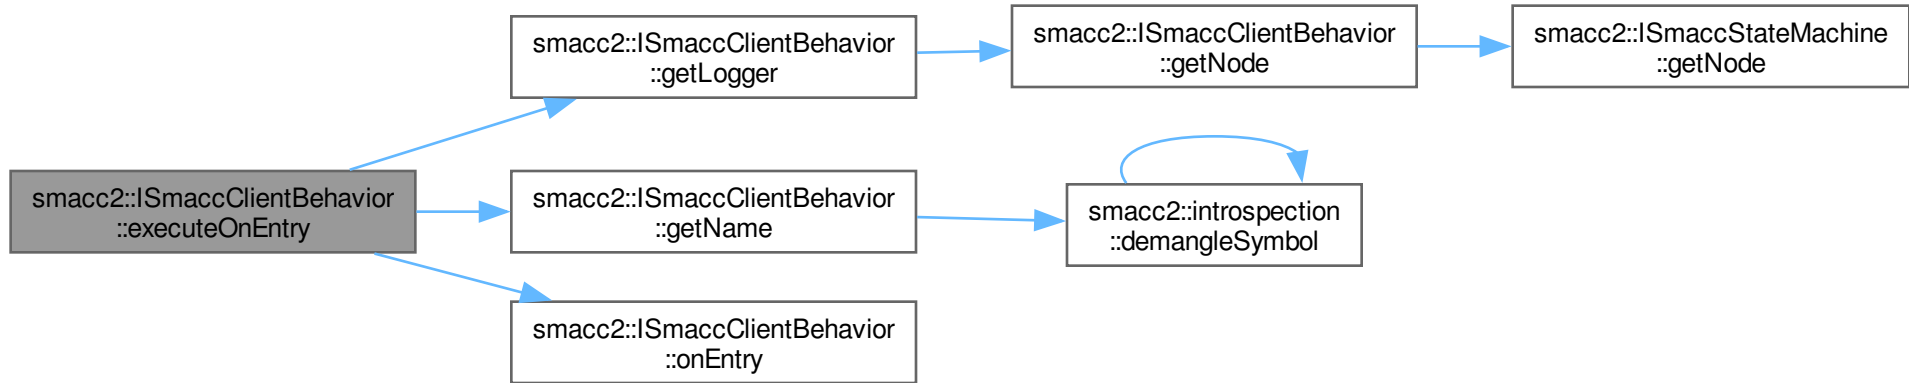 smacc2::ISmaccClientBehavior
::getLogger
smacc2::ISmaccClientBehavior
::getNode
smacc2::ISmaccStateMachine
::getNode
smacc2::ISmaccClientBehavior
::executeOnEntry
smacc2::ISmaccClientBehavior
::getName
smacc2::introspection
::demangleSymbol
smacc2::ISmaccClientBehavior
::onEntry